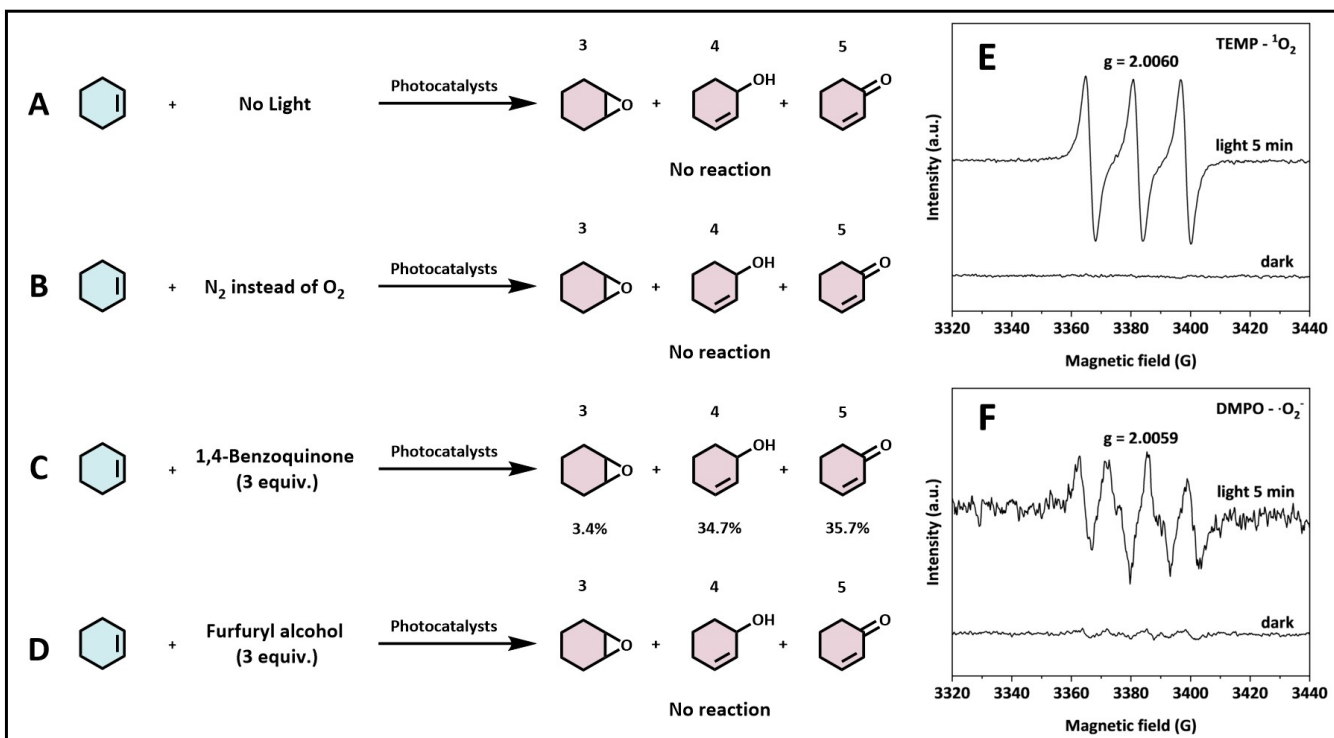 A
+
No Light
Photocatalysts
3
4
5
O
+
OH
+
O
No reaction
B
+
N₂ instead of O₂
Photocatalysts
3
4
5
O
+
OH
+
O
No reaction
C
+
1,4-Benzoquinone
(3 equiv.)
Photocatalysts
3
4
5
O
+
OH
+
O
3.4%
34.7%
35.7%
D
+
Furfuryl alcohol
(3 equiv.)
Photocatalysts
3
4
5
O
+
OH
+
O
No reaction
E
TEMP - ¹O₂
g = 2.0060
light 5 min
dark
Intensity (a.u.)
3320 3340 3360 3380 3400 3420 3440
Magnetic field (G)
F
DMPO - ·O₂⁻
g = 2.0059
light 5 min
dark
Intensity (a.u.)
3320 3340 3360 3380 3400 3420 3440
Magnetic field (G)